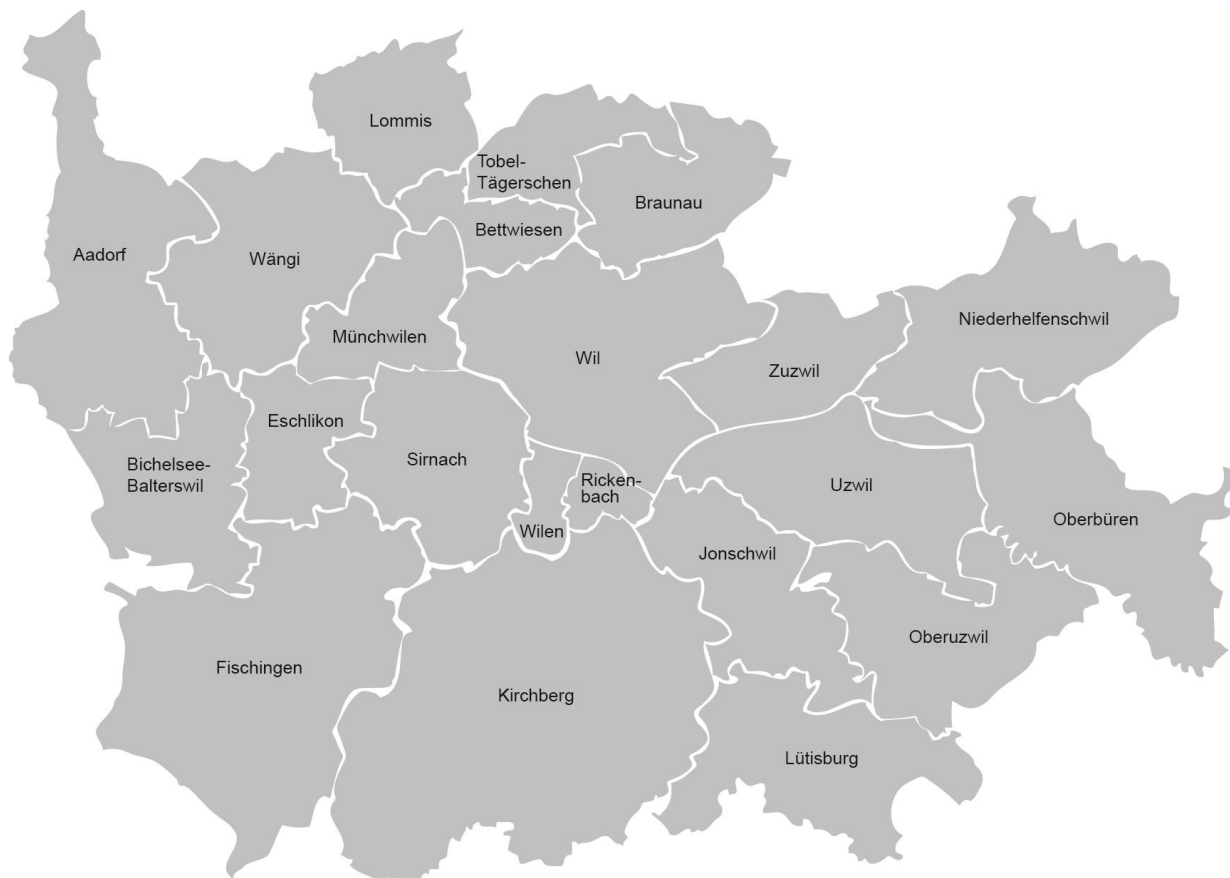 Lommis
Tobel-
Tägerschen
Braunau
Bettwiesen
Aadorf
Wängi
Münchwilen
Wil
Niederhelfenschwil
Zuzwil
Eschlikon
Sirnach
Bichelsee-
Balterswil
Ricken-
bach
Uzwil
Oberbüren
Wilen
Jonschwil
Oberuzwil
Fischingen
Kirchberg
Lütisburg